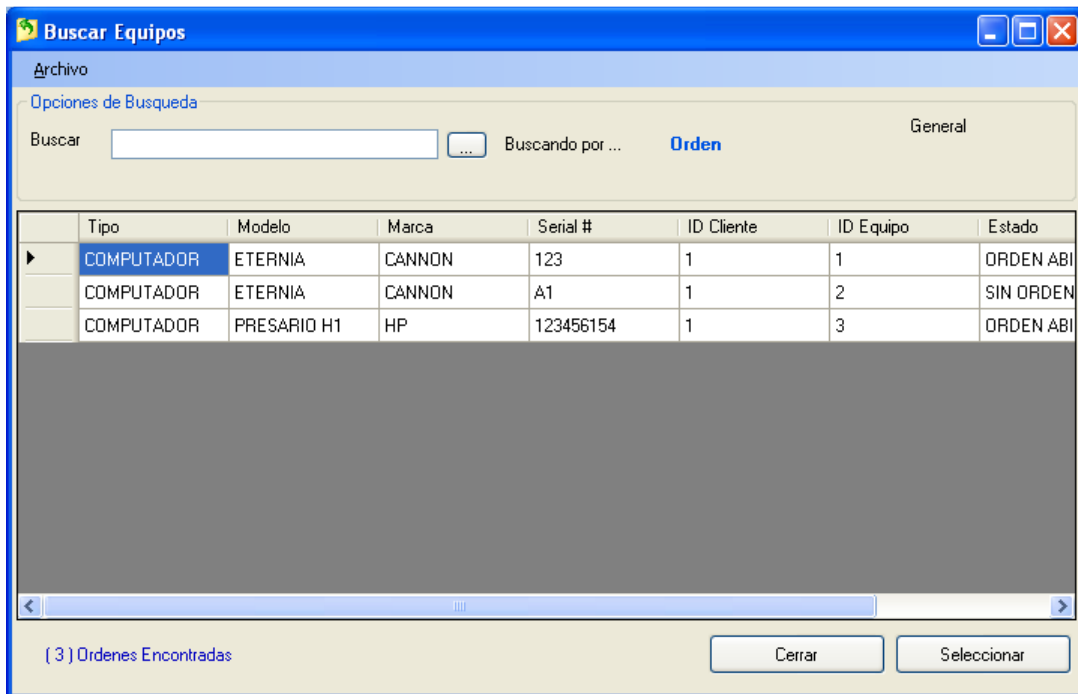 Buscar Equipos
Archivo
Opciones de Busqueda
Buscar ... Buscando por ... Orden General
Tipo Modelo Marca Serial # ID Cliente ID Equipo Estado
COMPUTADOR ETERNIA CANNON 123 1 1 ORDEN ABI
COMPUTADOR ETERNIA CANNON A1 1 2 SIN ORDEN
COMPUTADOR PRESARIO H1 HP 123456154 1 3 ORDEN ABI
( 3 ) Ordenes Encontradas Cerrar Seleccionar